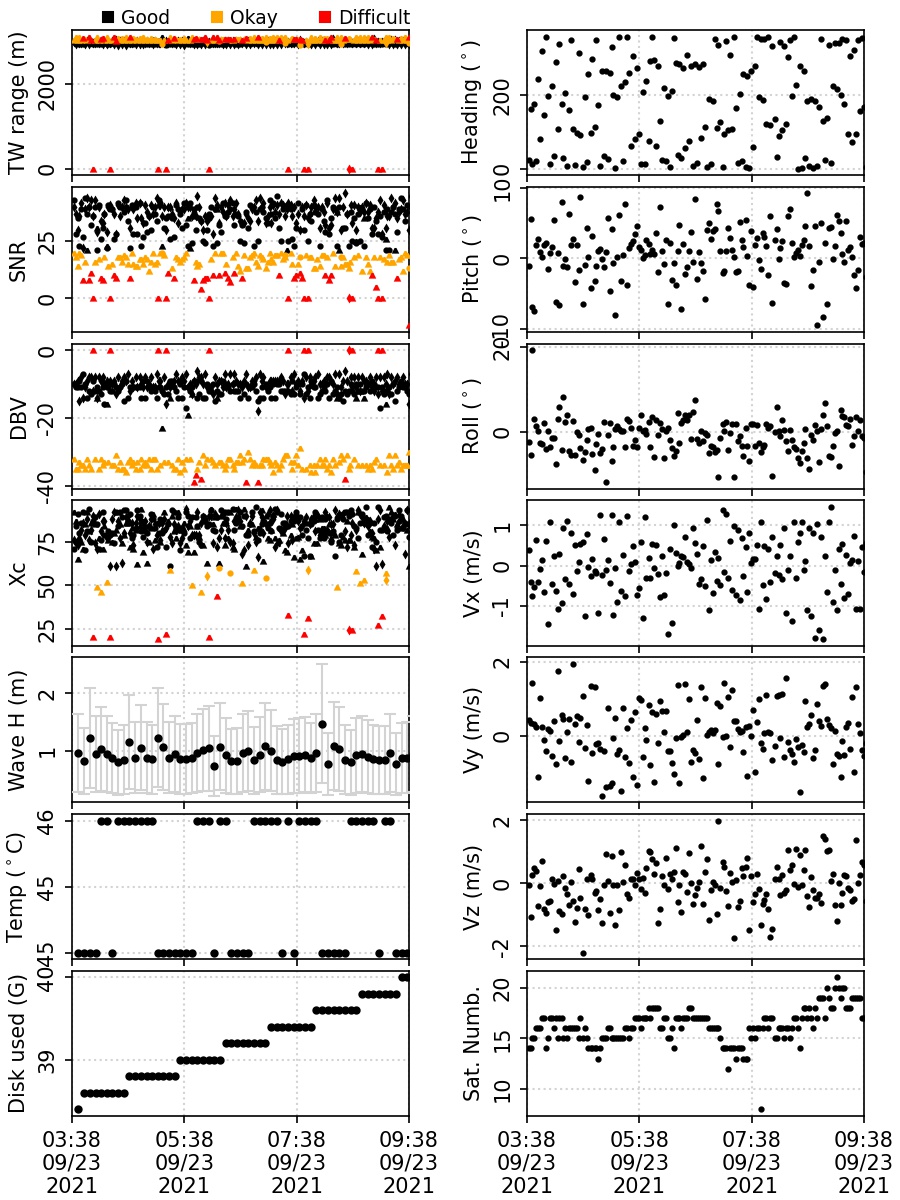 Good Okay Difficult
TW range (m)
2000
0
Heading (°)
200
0
SNR
25
0
Pitch (°)
10
0
-10
DBV
0
-20
-40
Roll (°)
20
0
Xc
75
50
25
Vx (m/s)
1
0
-1
Wave H (m)
2
1
Vy (m/s)
2
0
Temp (°C)
46
45
45
Vz (m/s)
2
0
-2
Disk used (G)
40
39
Sat. Numb.
20
15
10
03:38 05:38 07:38 09:38 03:38 05:38 07:38 09:38
09/23 09/23 09/23 09/23 09/23 09/23 09/23 09/23
2021 2021 2021 2021 2021 2021 2021 2021